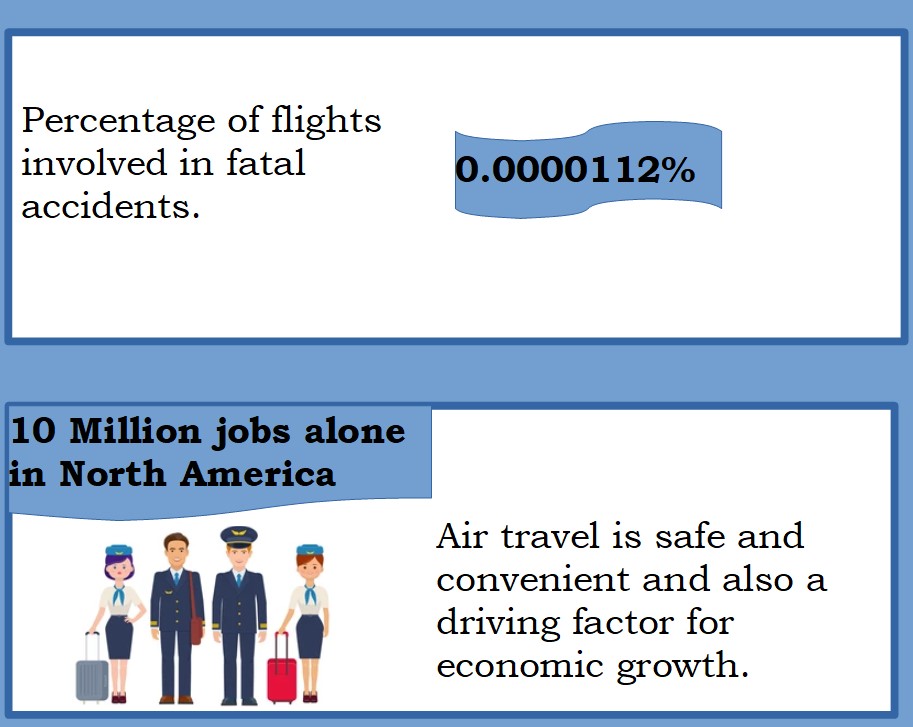 Percentage of flights
involved in fatal
accidents.
0.0000112%
10 Million jobs alone
in North America
Air travel is safe and
convenient and also a
driving factor for
economic growth.